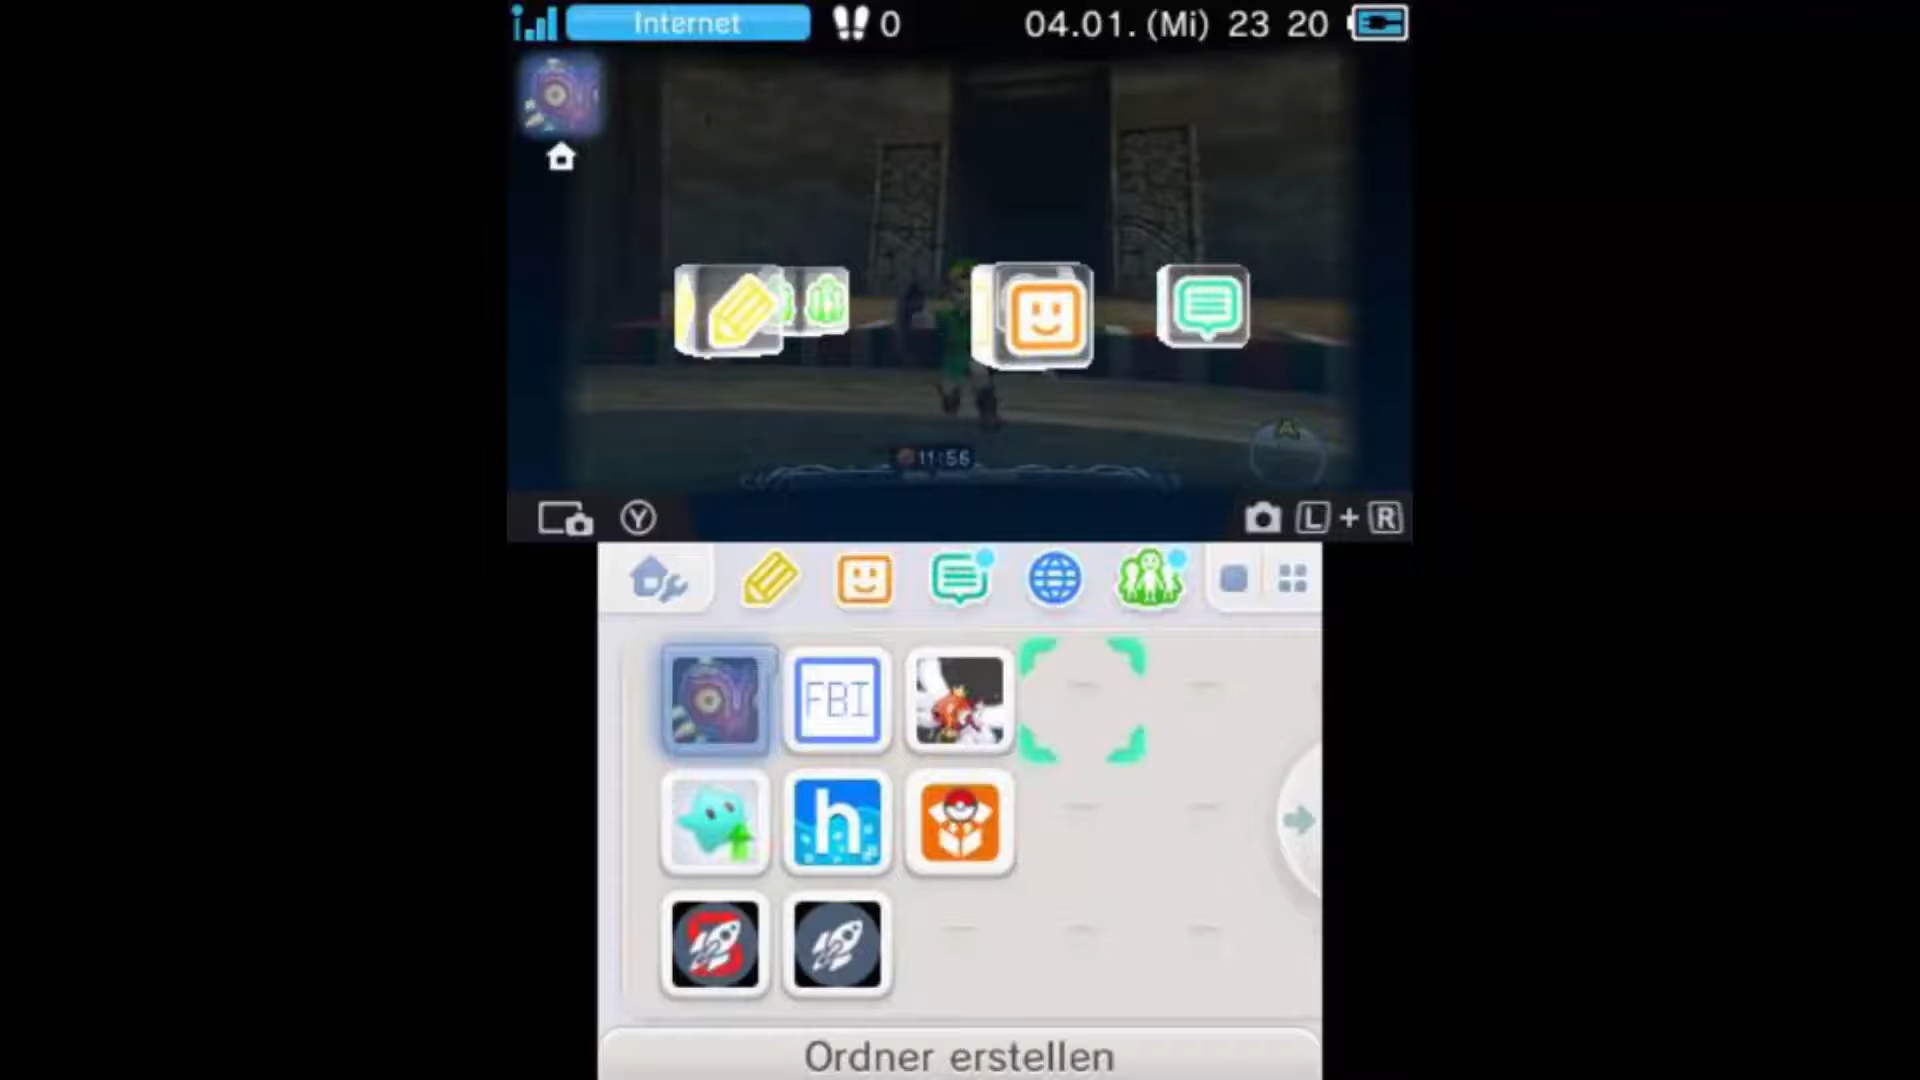 Internet
0
04.01. (Mi) 23 20
A
11:56
Y
L + R
FBI
h
Ordner erstellen